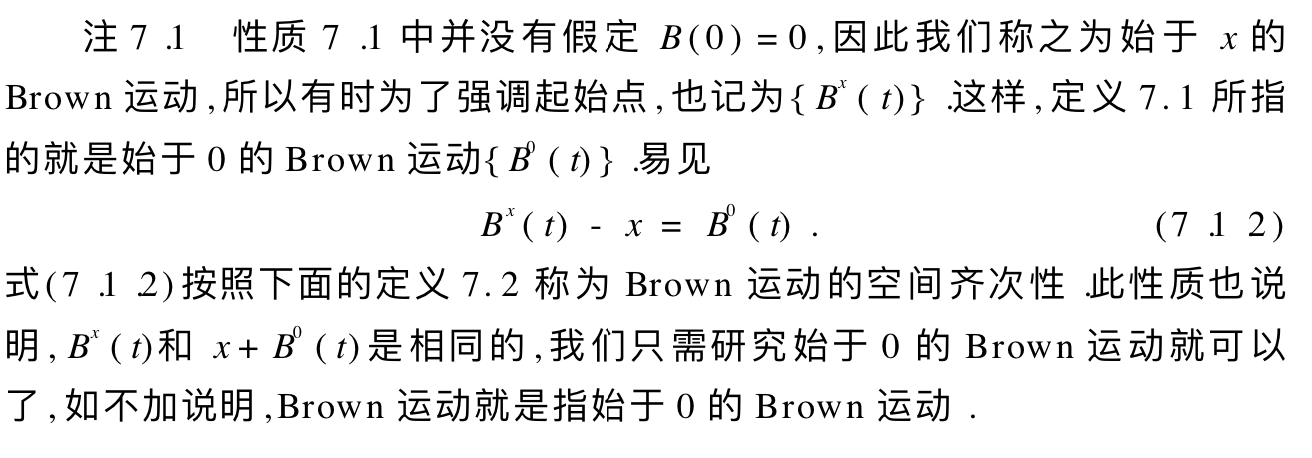 注 7.1 性质 7.1 中并没有假定 B(0) = 0,因此我们称之为始于 x 的
Brown 运动,所以有时为了强调起始点,也记为{B^x(t)}.这样,定义 7.1 所指
的就是始于 0 的 Brown 运动{B^0(t)}.易见
B^x(t) - x = B^0(t). (7.1.2)
式(7.1.2)按照下面的定义 7.2 称为 Brown 运动的空间齐次性.此性质也说
明,B^x(t)和 x+B^0(t)是相同的,我们只需研究始于 0 的 Brown 运动就可以
了,如不加说明,Brown 运动就是指始于 0 的 Brown 运动.